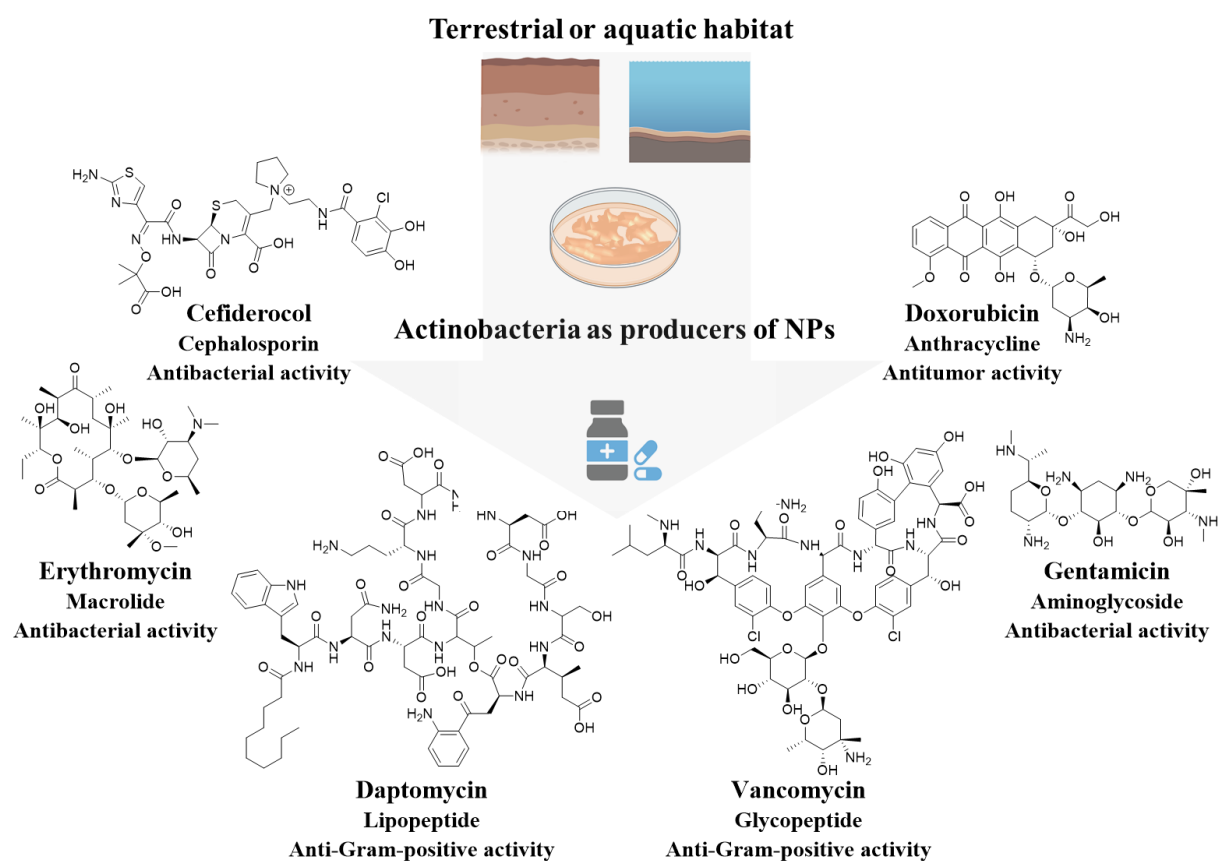 Terrestrial or aquatic habitat
Cefiderocol
Cephalosporin
Antibacterial activity
Actinobacteria as producers of NPs
Doxorubicin
Anthracycline
Antitumor activity
Erythromycin
Macrolide
Antibacterial activity
Gentamicin
Aminoglycoside
Antibacterial activity
Daptomycin
Lipopeptide
Anti-Gram-positive activity
Vancomycin
Glycopeptide
Anti-Gram-positive activity